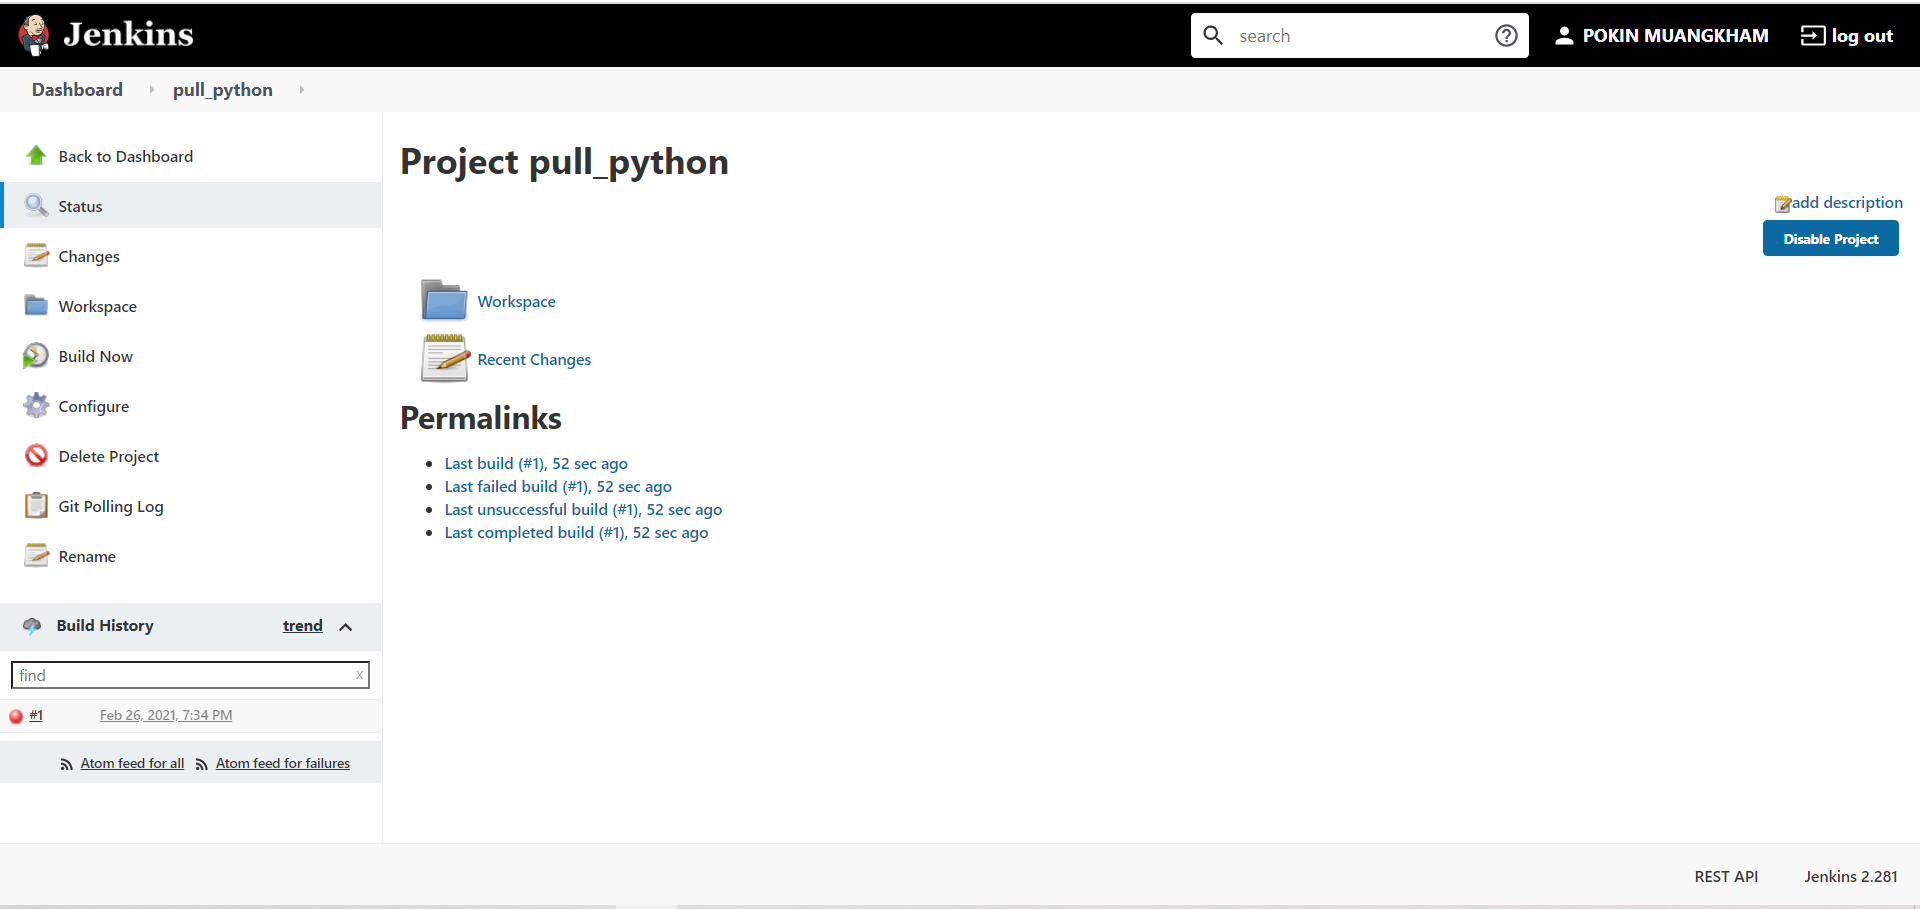 Jenkins
search
POKIN MUANGKHAM
log out
Dashboard
pull_python
Back to Dashboard
Status
Changes
Workspace
Build Now
Configure
Delete Project
Git Polling Log
Rename
Build History
trend
find
x
#1
Feb 26, 2021, 7:34 PM
Atom feed for all
Atom feed for failures
Project pull_python
add description
Disable Project
Workspace
Recent Changes
Permalinks
Last build (#1), 52 sec ago
Last failed build (#1), 52 sec ago
Last unsuccessful build (#1), 52 sec ago
Last completed build (#1), 52 sec ago
REST API
Jenkins 2.281